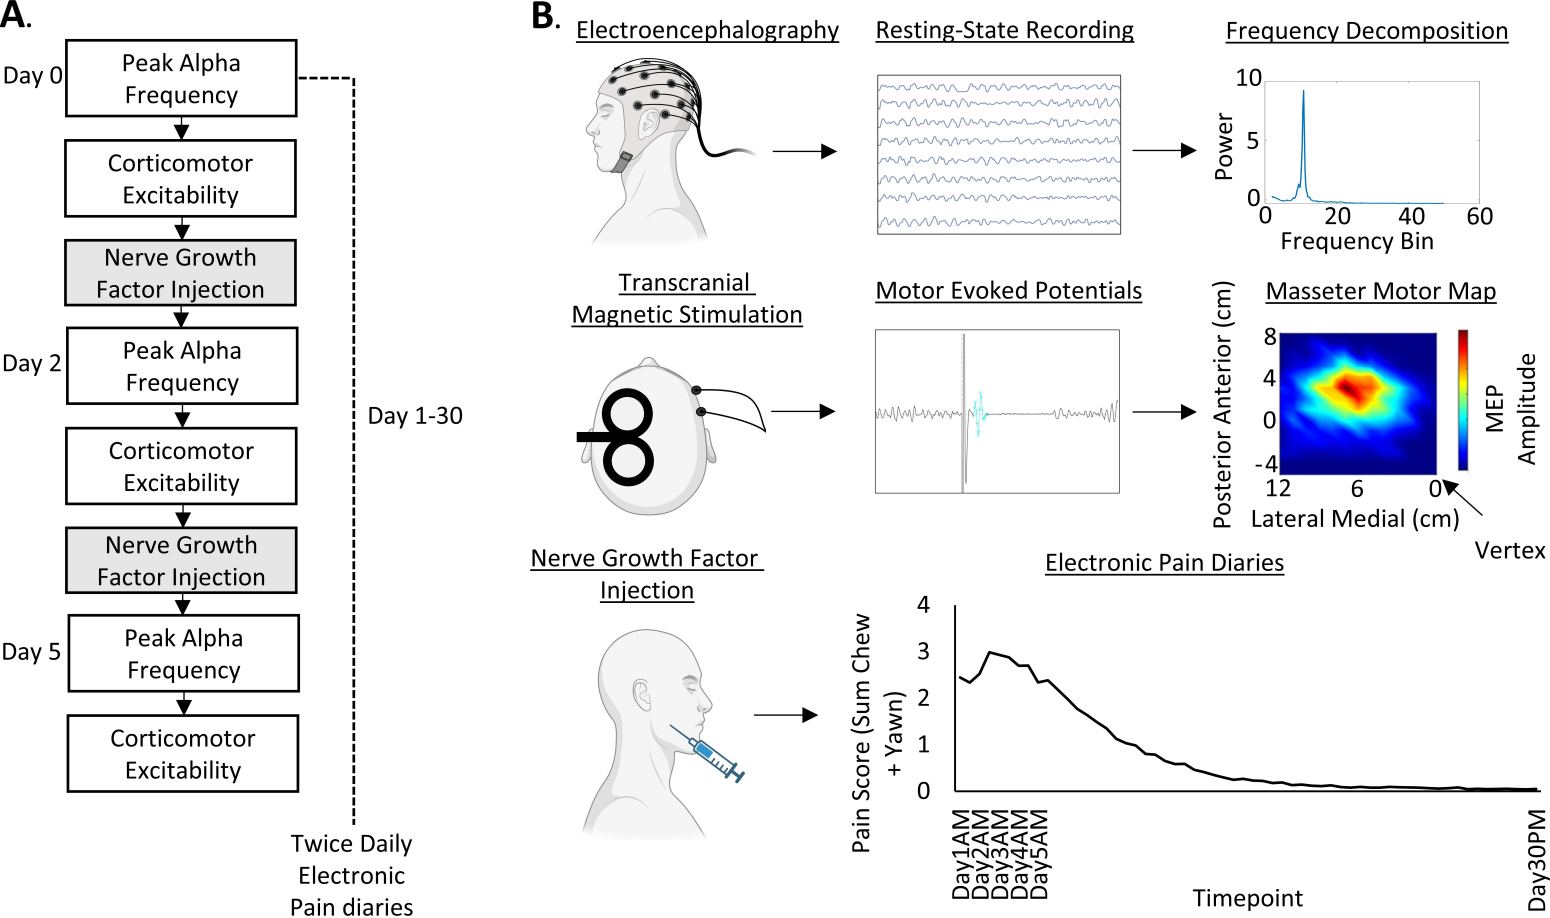 A.
Day 0
Peak Alpha
Frequency
Corticomotor
Excitability
Nerve Growth
Factor Injection
Day 2
Peak Alpha
Frequency
Corticomotor
Excitability
Nerve Growth
Factor Injection
Day 5
Peak Alpha
Frequency
Corticomotor
Excitability
Day 1-30
Twice Daily
Electronic
Pain diaries
B.
Electroencephalography
Resting-State Recording
Frequency Decomposition
Power
10
5
0
0 20 40 60
Frequency Bin
Transcranial
Magnetic Stimulation
Motor Evoked Potentials
Masseter Motor Map
Posterior Anterior (cm)
8
4
0
-4
12 6 0
Lateral Medial (cm)
MEP
Amplitude
Vertex
Nerve Growth Factor
Injection
Electronic Pain Diaries
Pain Score (Sum Chew
+ Yawn)
4
3
2
1
0
Day1AM
Day2AM
Day3AM
Day4AM
Day5AM
Day30PM
Timepoint